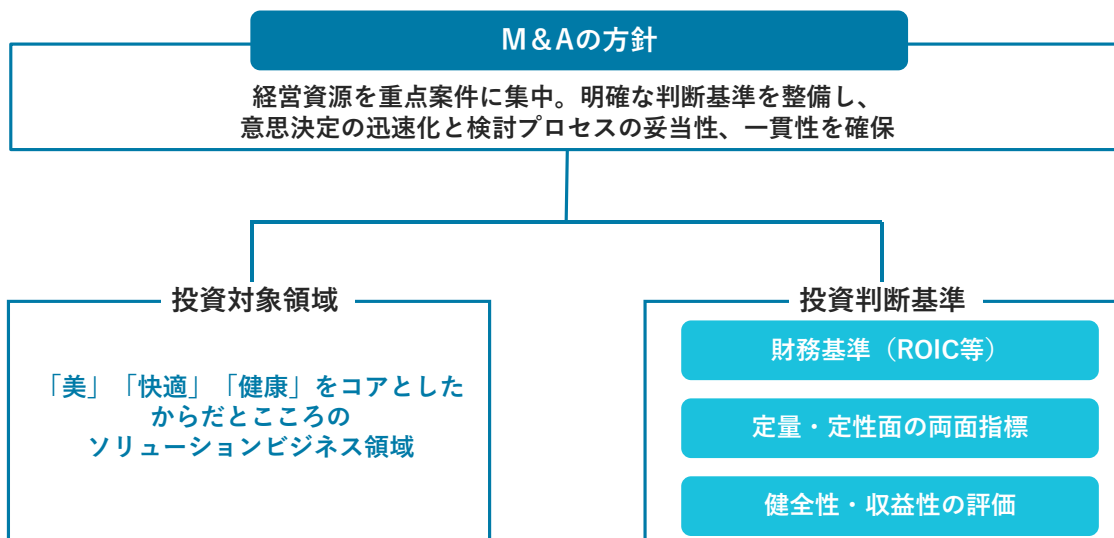 M&Aの方針
経営資源を重点案件に集中。明確な判断基準を整備し、
意思決定の迅速化と検討プロセスの妥当性、一貫性を確保
投資対象領域
「美」「快適」「健康」をコアとした
からだとこころの
ソリューションビジネス領域
投資判断基準
財務基準（ROIC等）
定量・定性面の両面指標
健全性・収益性の評価